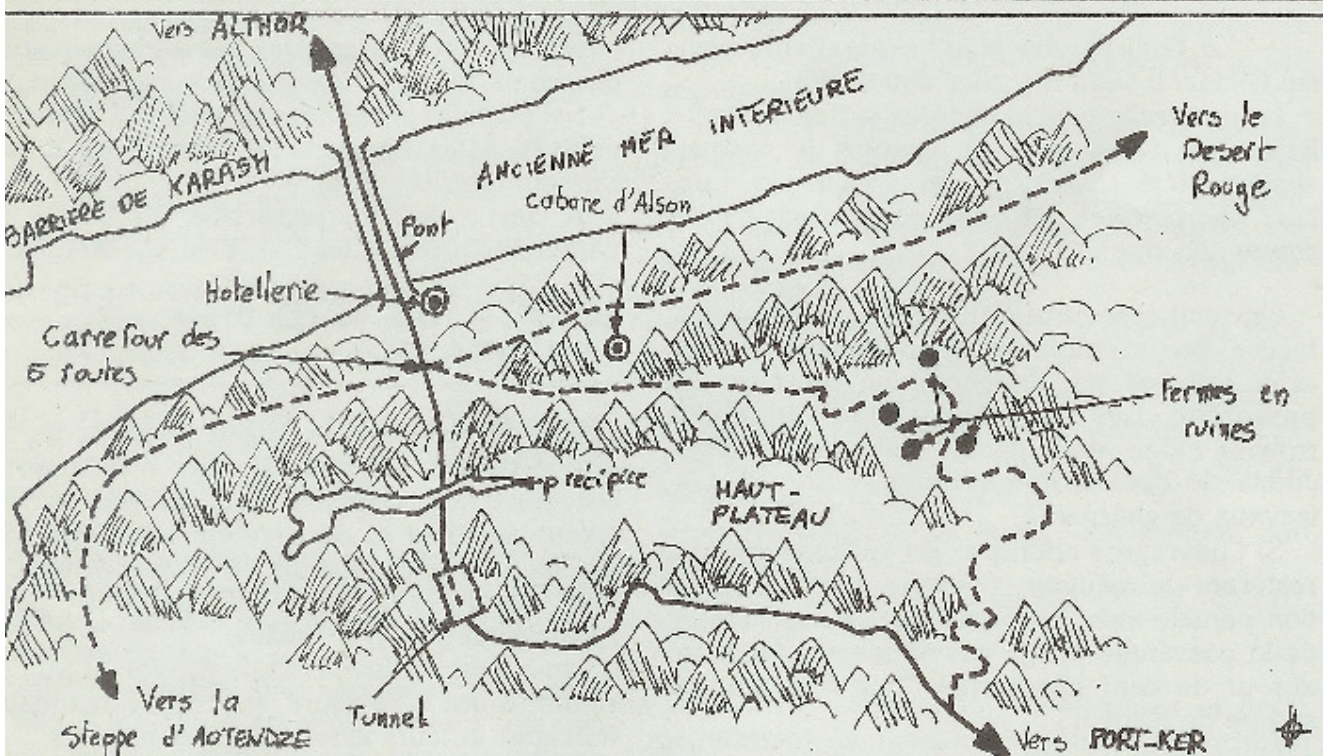 Vers ALTHOR
ANCIENNE MER INTERIEURE
Vers le
Desert
Rouge
BARRIERE DE KARASH
Cabane d'Alson
Pont
Hotellerie
Carrefour des
5 routes
Fermes en
ruines
précipice
HAUT-
PLATEAU
Vers la
Steppe d'AOTENDZE
Tunnel
Vers PORT-KER